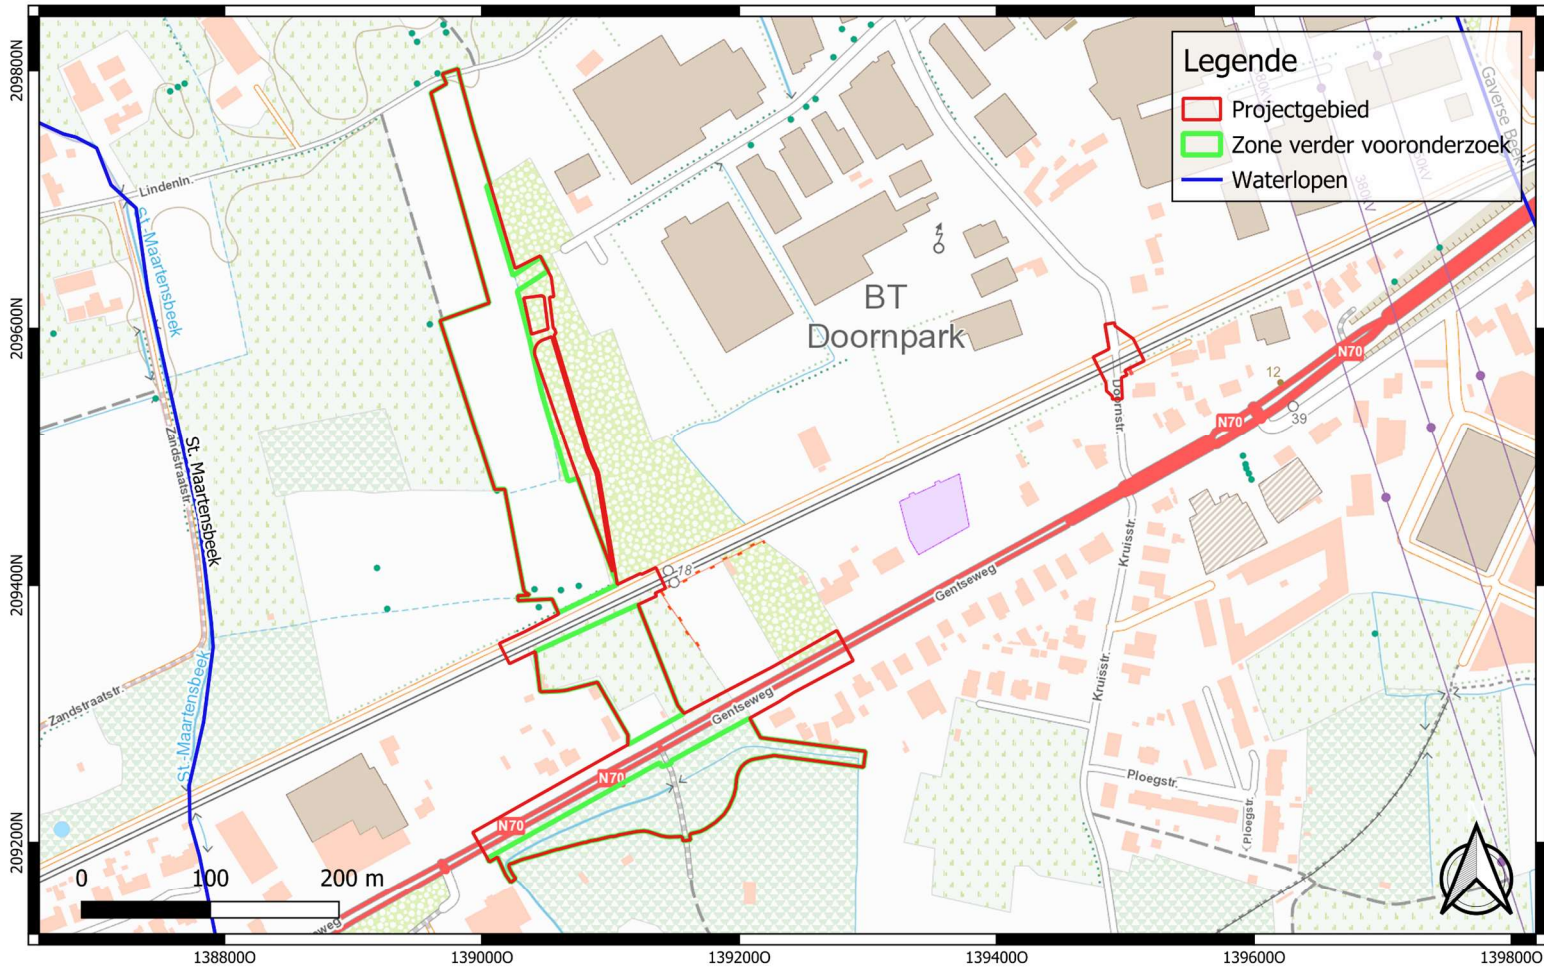 Legende
Projectgebied
Zone verder vooronderzoek
Waterlopen
209800N
209600N
209400N
209200N
138800O
139000O
139200O
139400O
139600O
139800O
Lindenln.
St.-Maartensbeek
Zandstraatstr.
St. Maartensbeek
St.-Maartensbeek
Zandstraatstr.
BT
Doornpark
Gaverse Beek
380kV
Doornstr.
N70
12
N70
39
18
Kruisstr.
Gentseweg
Kruisstr.
Gentseweg
N70
N70
Ploegstr.
Ploegstr.
0 100 200 m